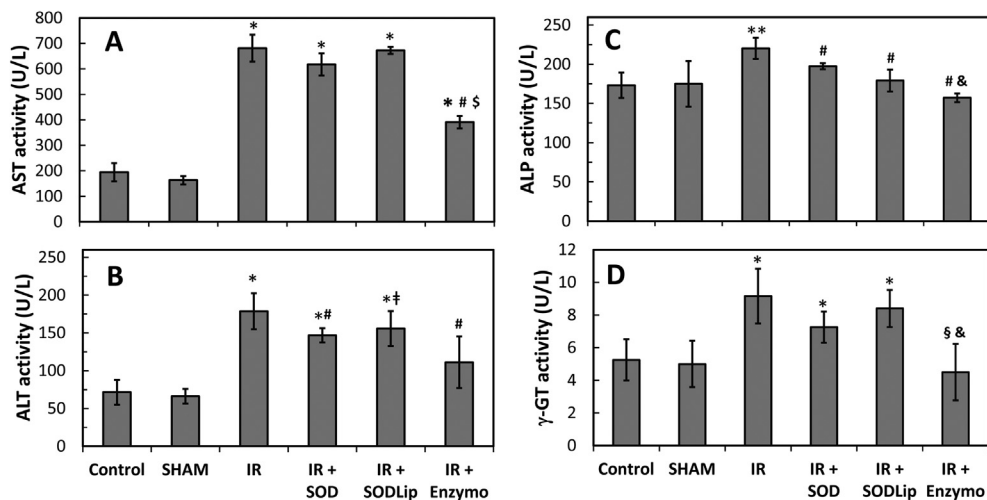 A
AST activity (U/L)
800
700
600
500
400
300
200
100
0
*
*
*
* # $
B
ALT activity (U/L)
250
200
150
100
50
0
*
*#
*ǂ
#
Control
SHAM
IR
IR +
SOD
IR +
SODLip
IR +
Enzymo
C
ALP activity (U/L)
250
200
150
100
50
0
**
#
#
# &
D
γ-GT activity (U/L)
12
10
8
6
4
2
0
*
*
*
§ &
Control
SHAM
IR
IR +
SOD
IR +
SODLip
IR +
Enzymo